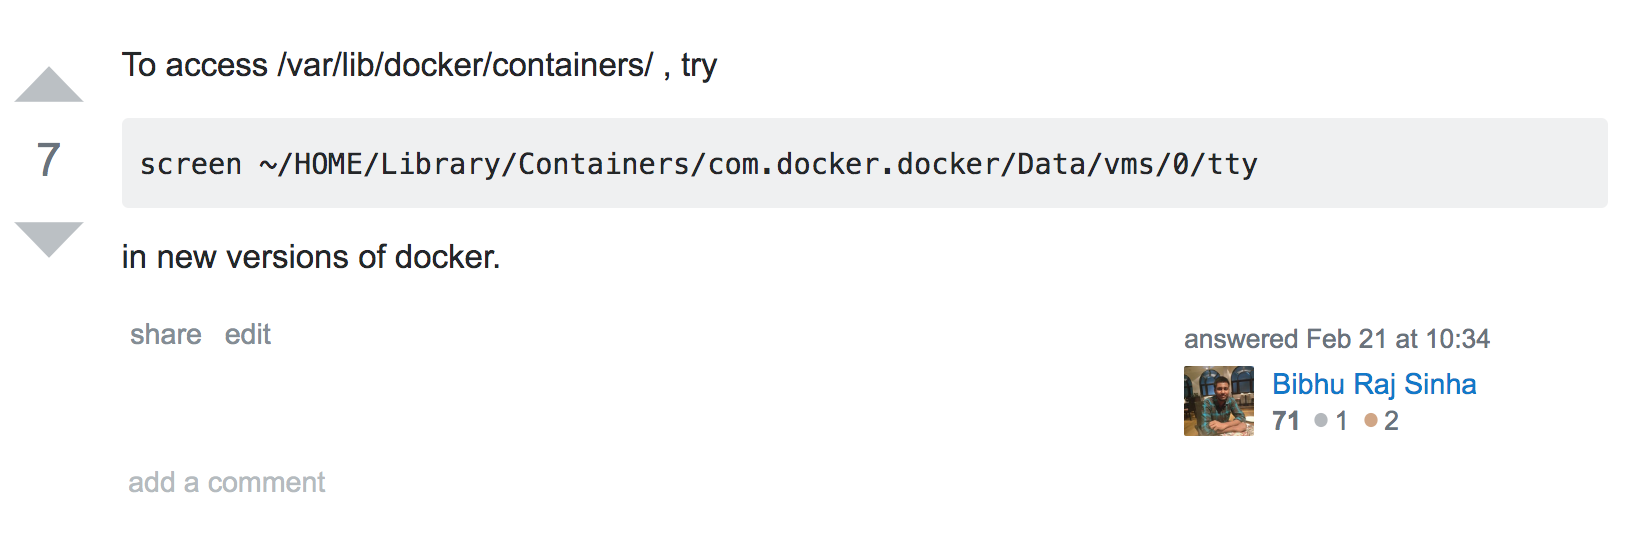 To access /var/lib/docker/containers/ , try
7
screen ~/HOME/Library/Containers/com.docker.docker/Data/vms/0/tty
in new versions of docker.
share edit
answered Feb 21 at 10:34
Bibhu Raj Sinha
71 ●1 ●2
add a comment